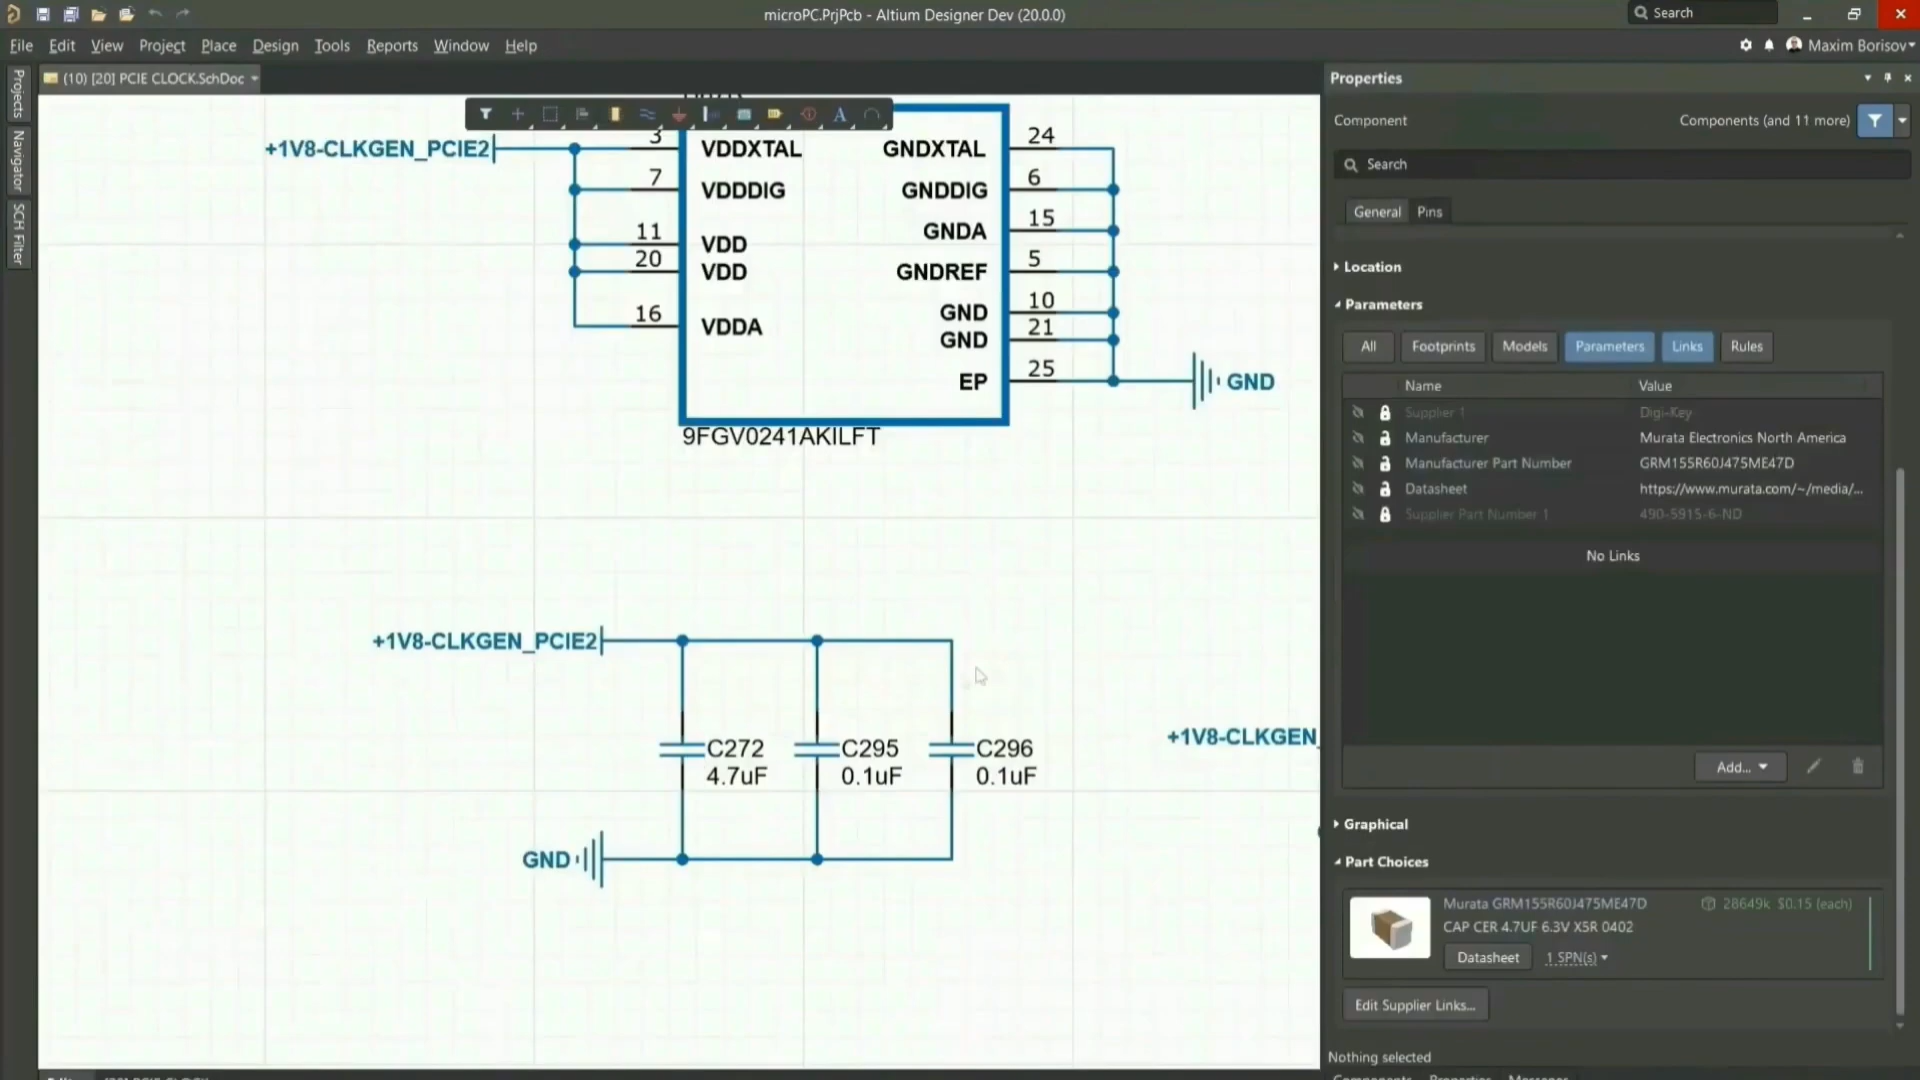 microPC.PrjPcb - Altium Designer Dev (20.0.0)
Search
File Edit View Project Place Design Tools Reports Window Help
Maxim Borisov
Projects
Navigator
SCH Filter
(10) [20] PCIE CLOCK.SchDoc
+1V8-CLKGEN_PCIE2
3 VDDXTAL
7 VDDDIG
11 VDD
20 VDD
16 VDDA
GNDXTAL 24
GNDDIG 6
GNDA 15
GNDREF 5
GND 10
GND 21
EP 25
GND
9FGV0241AKILFT
+1V8-CLKGEN_PCIE2
C272
4.7uF
C295
0.1uF
C296
0.1uF
GND
+1V8-CLKGEN_
Properties
Component
Components (and 11 more)
Search
General Pins
Location
Parameters
All Footprints Models Parameters Links Rules
Name Value
Supplier 1 Digi-Key
Manufacturer Murata Electronics North America
Manufacturer Part Number GRM155R60J475ME47D
Datasheet https://www.murata.com/~/media/...
Supplier Part Number 1 490-5915-6-ND
No Links
Add...
Graphical
Part Choices
Murata GRM155R60J475ME47D 28649k $0.15 (each)
CAP CER 4.7UF 6.3V X5R 0402
Datasheet 1 SPN(s)
Edit Supplier Links...
Nothing selected
Components Properties Messages